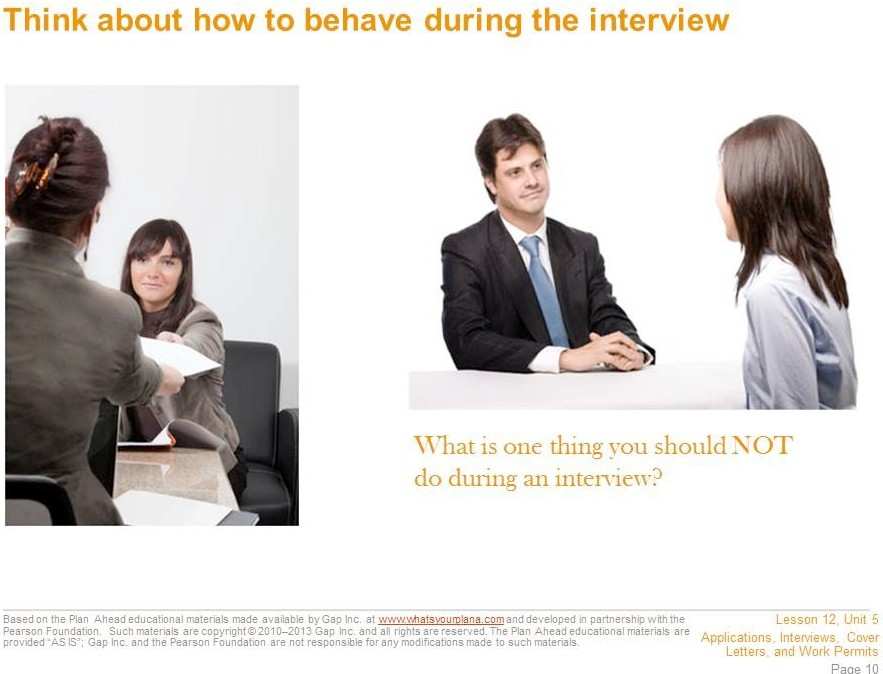 Think about how to behave during the interview
What is one thing you should NOT
do during an interview?
Based on the Plan Ahead educational materials made available by Gap Inc. at www.whatsyourplana.com and developed in partnership with the
Pearson Foundation. Such materials are copyright © 2010–2013 Gap Inc. and all rights are reserved. The Plan Ahead educational materials are
provided "AS IS"; Gap Inc. and the Pearson Foundation are not responsible for any modifications made to such materials.
Lesson 12, Unit 5
Applications, Interviews, Cover
Letters, and Work Permits
Page 10